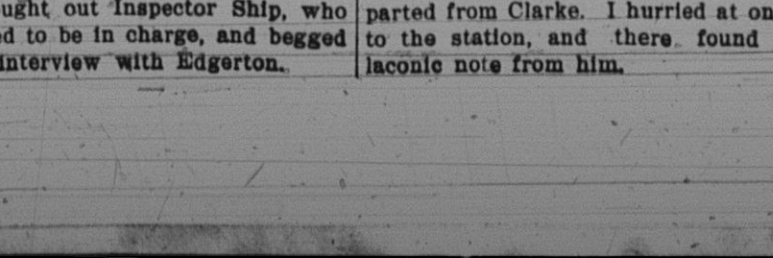 ught out Inspector Ship, who
ed to be in charge, and begged
interview with Edgerton.
parted from Clarke. I hurried at on
to the station, and there found
laconic note from him.